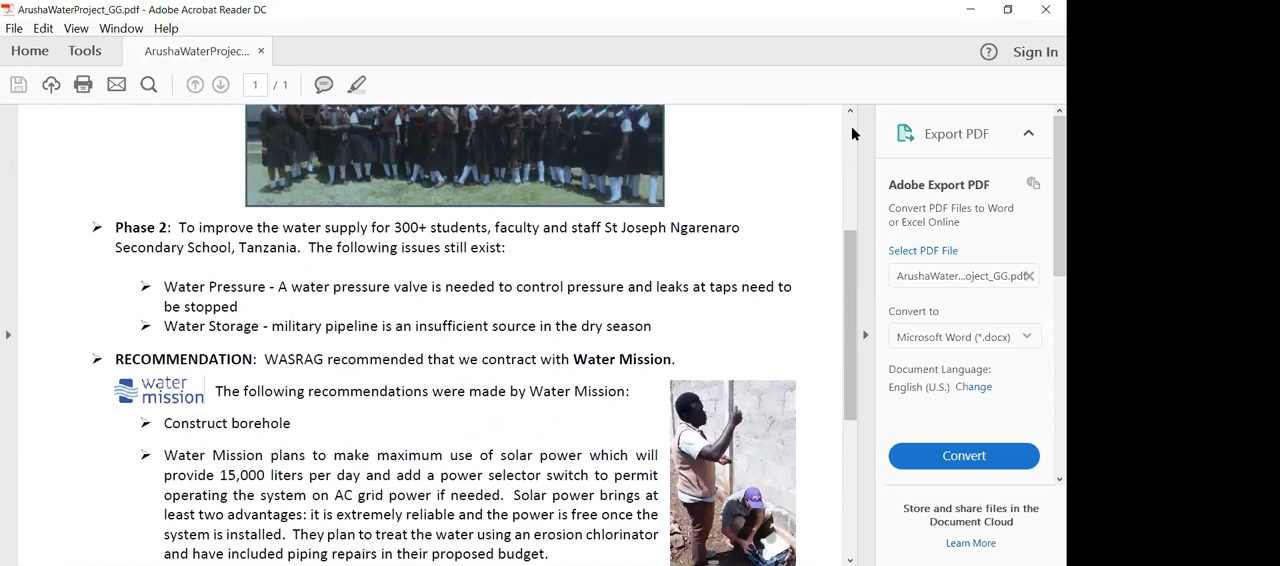 ArushaWaterProject_GG.pdf - Adobe Acrobat Reader DC
File Edit View Window Help
Home Tools ArushaWaterProjec... × Sign In
1 / 1
Export PDF
Adobe Export PDF
Convert PDF Files to Word
or Excel Online
Select PDF File
ArushaWater...oject_GG.pdf
Convert to
Microsoft Word (*.docx)
Document Language:
English (U.S.) Change
Convert
Store and share files in the
Document Cloud
Learn More
➢ Phase 2: To improve the water supply for 300+ students, faculty and staff St Joseph Ngarenaro
Secondary School, Tanzania. The following issues still exist:
➢ Water Pressure - A water pressure valve is needed to control pressure and leaks at taps need to
be stopped
➢ Water Storage - military pipeline is an insufficient source in the dry season
➢ RECOMMENDATION: WASRAG recommended that we contract with Water Mission.
water
mission
The following recommendations were made by Water Mission:
➢ Construct borehole
➢ Water Mission plans to make maximum use of solar power which will
provide 15,000 liters per day and add a power selector switch to permit
operating the system on AC grid power if needed. Solar power brings at
least two advantages: it is extremely reliable and the power is free once the
system is installed. They plan to treat the water using an erosion chlorinator
and have included piping repairs in their proposed budget.